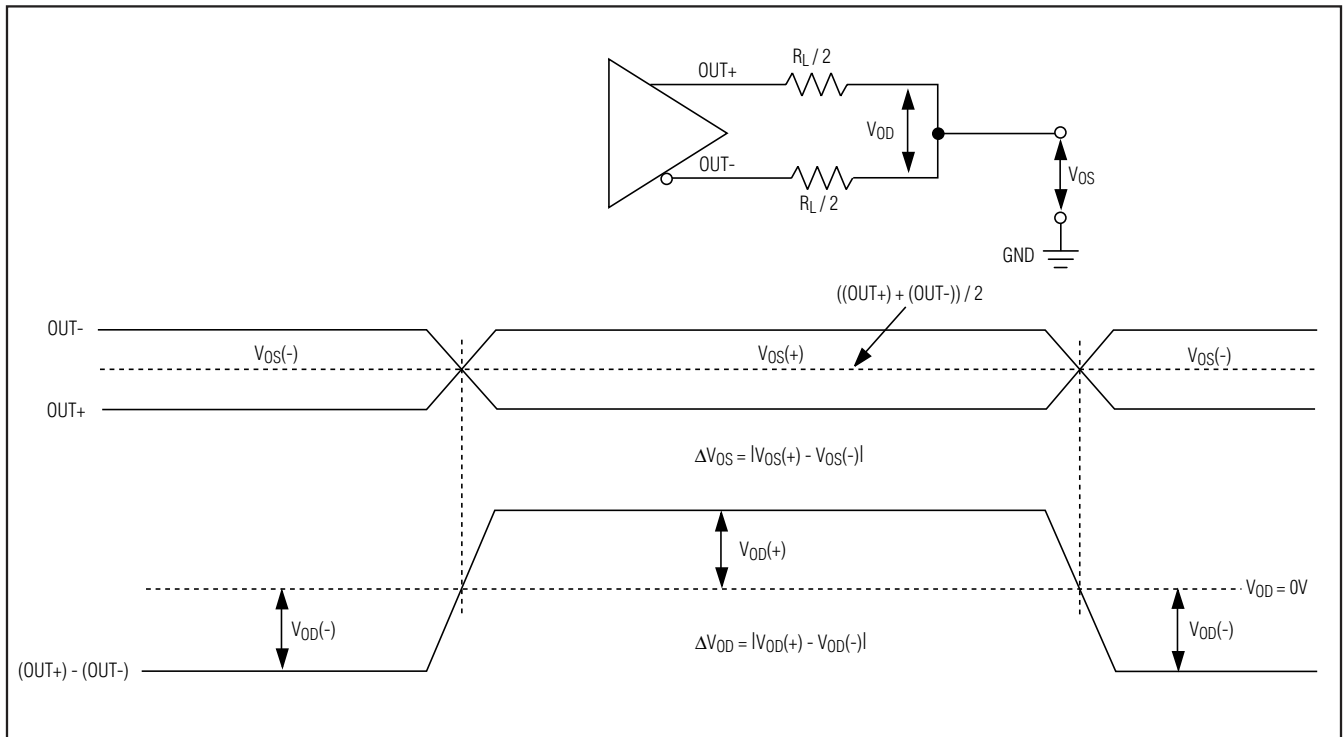 R_L / 2
OUT+
V_OD
OUT-
R_L / 2
V_OS
GND
((OUT+) + (OUT-)) / 2
OUT-
V_OS(-)
V_OS(+)
V_OS(-)
OUT+
ΔV_OS = |V_OS(+) - V_OS(-)|
V_OD(+)
V_OD = 0V
V_OD(-)
V_OD(-)
ΔV_OD = |V_OD(+) - V_OD(-)|
(OUT+) - (OUT-)